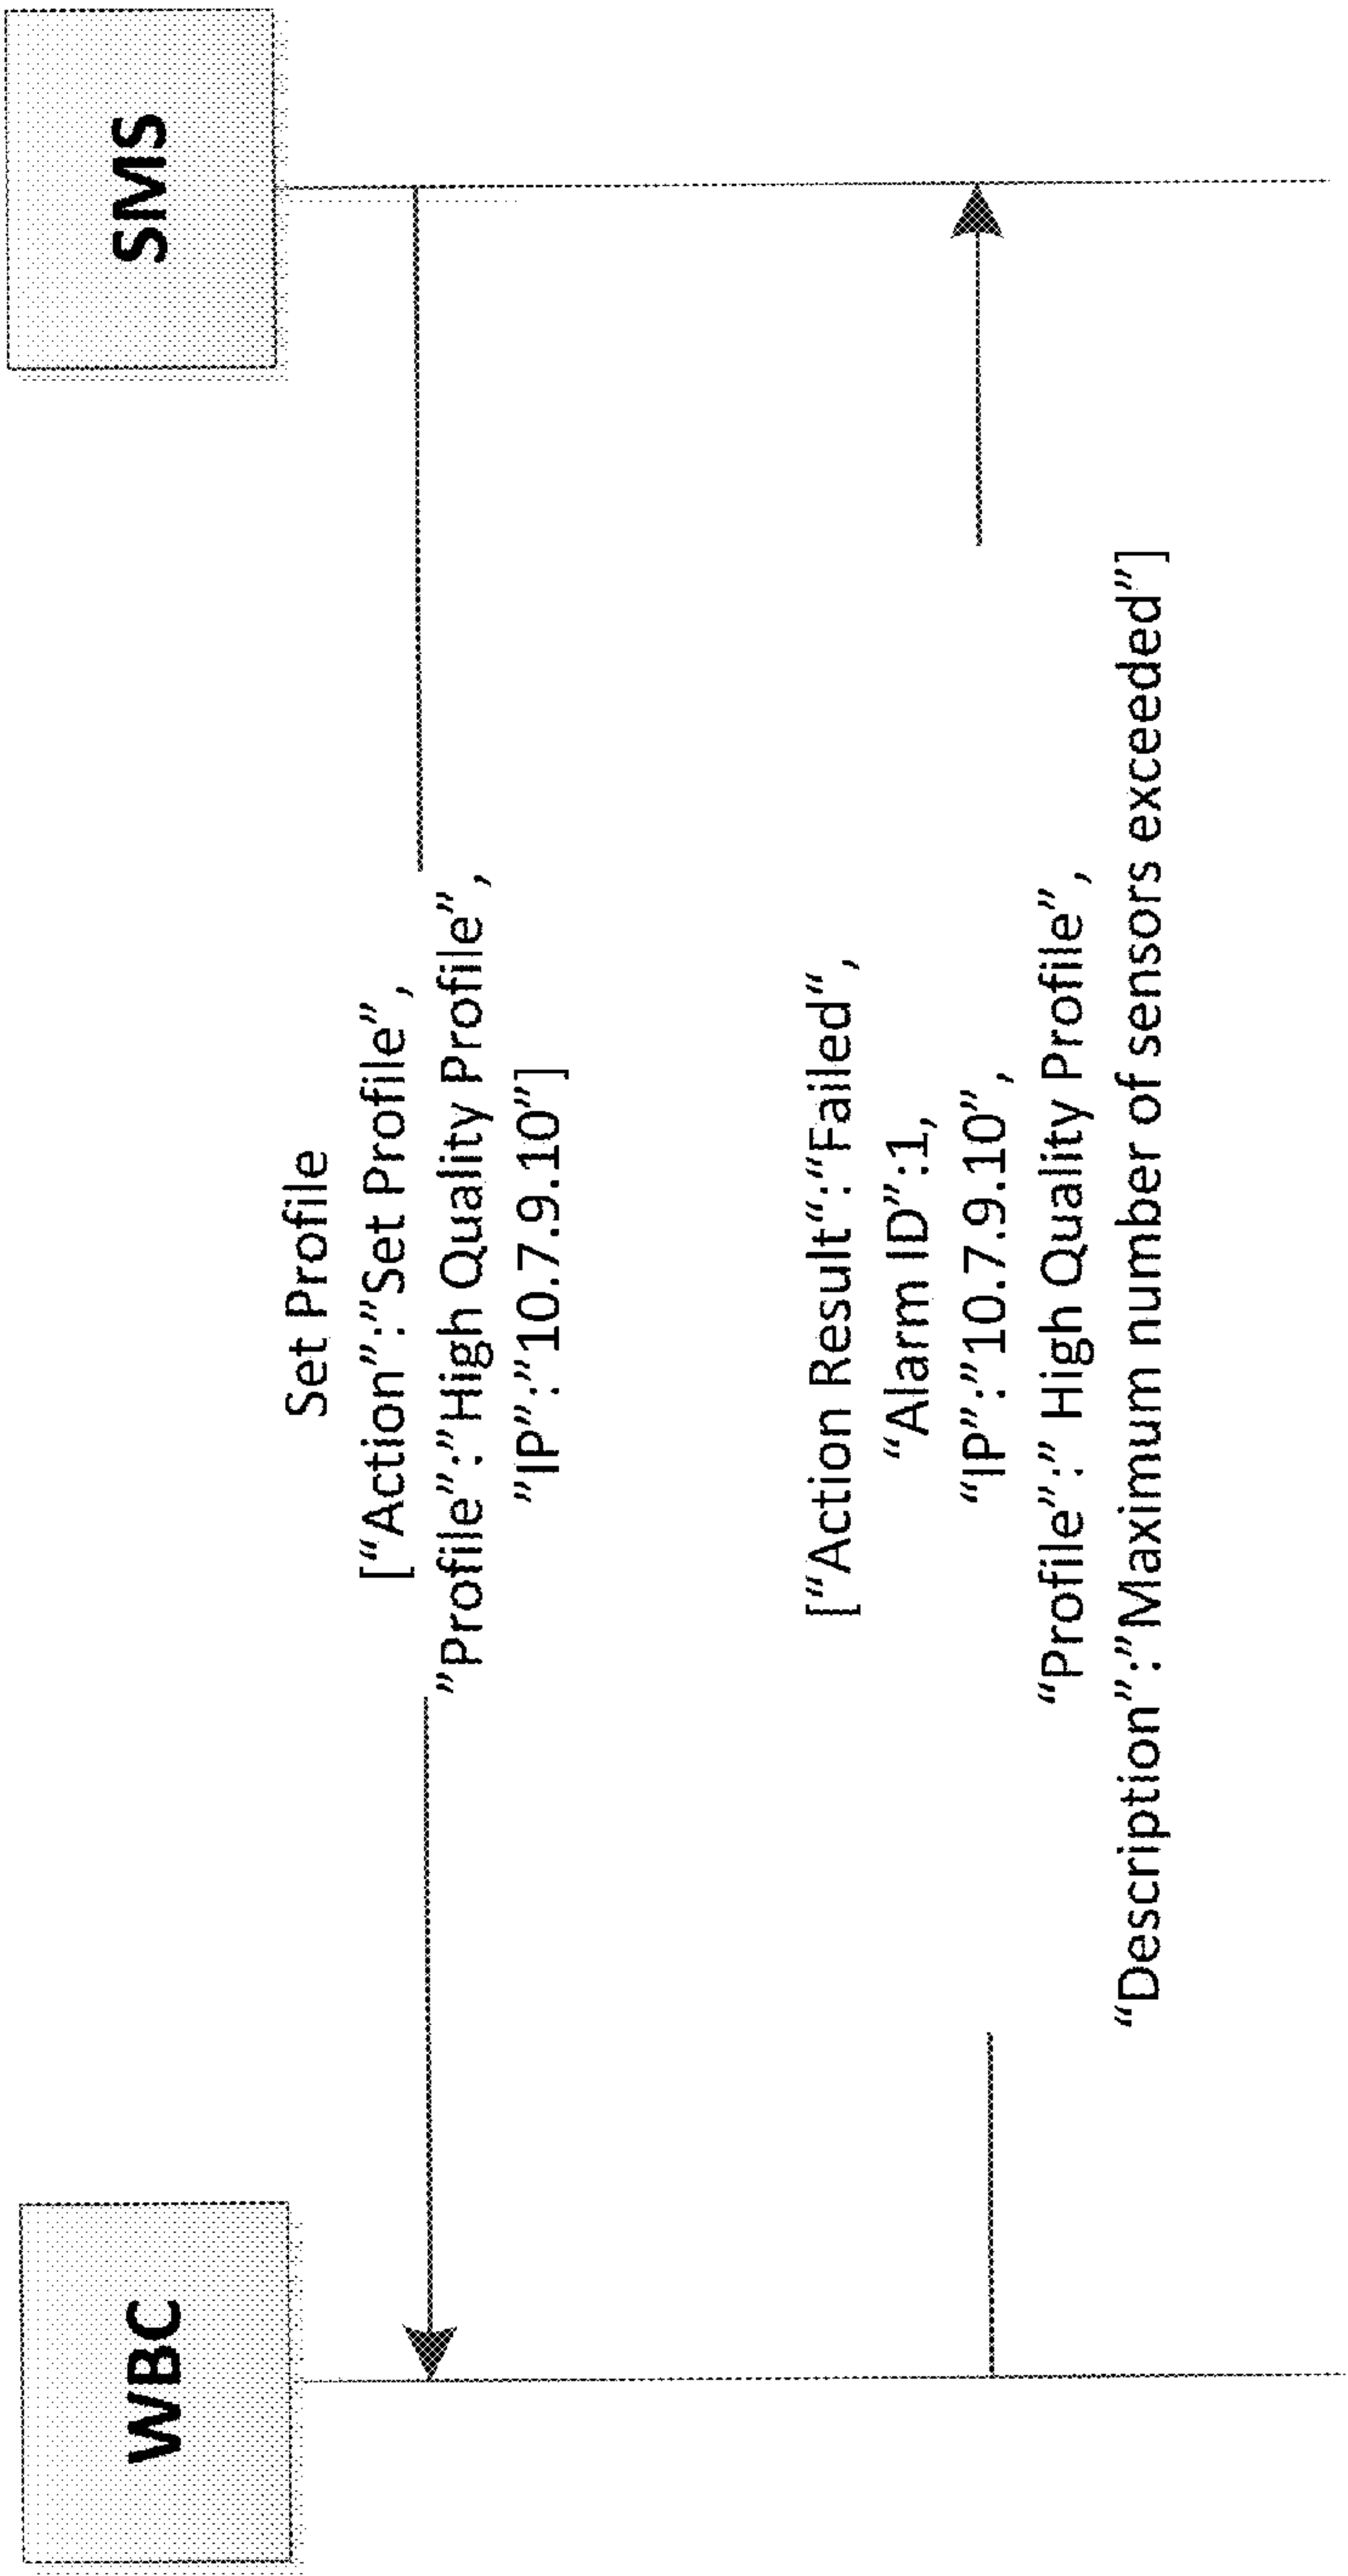 WBC
SMS
Set Profile
[“Action”:”Set Profile”,
”Profile”:”High Quality Profile”,
”IP”:”10.7.9.10”]
[“Action Result“:“Failed“,
“Alarm ID”:1,
“IP”:”10.7.9.10”,
“Profile”:” High Quality Profile”,
“Description”:”Maximum number of sensors exceeded”]